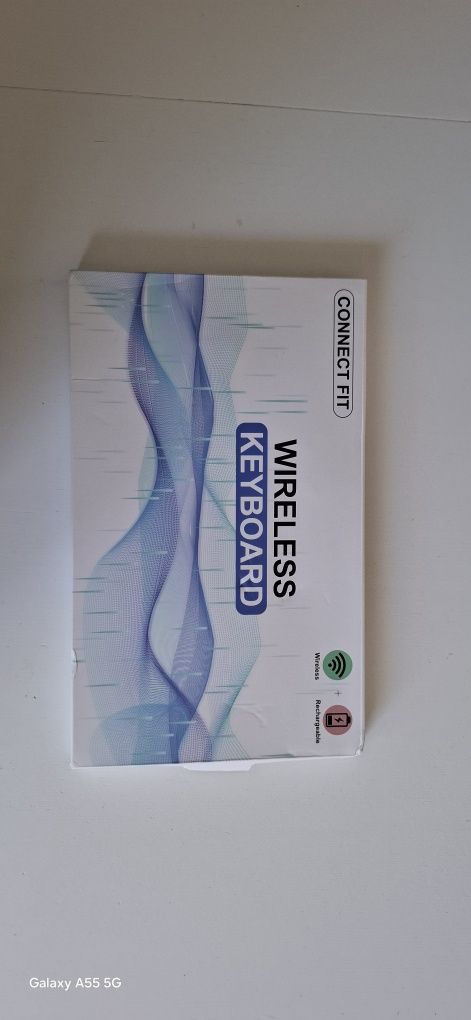 CONNECT FIT
Wireless
+
Rechargeable
WIRELESS
KEYBOARD
Galaxy A55 5G